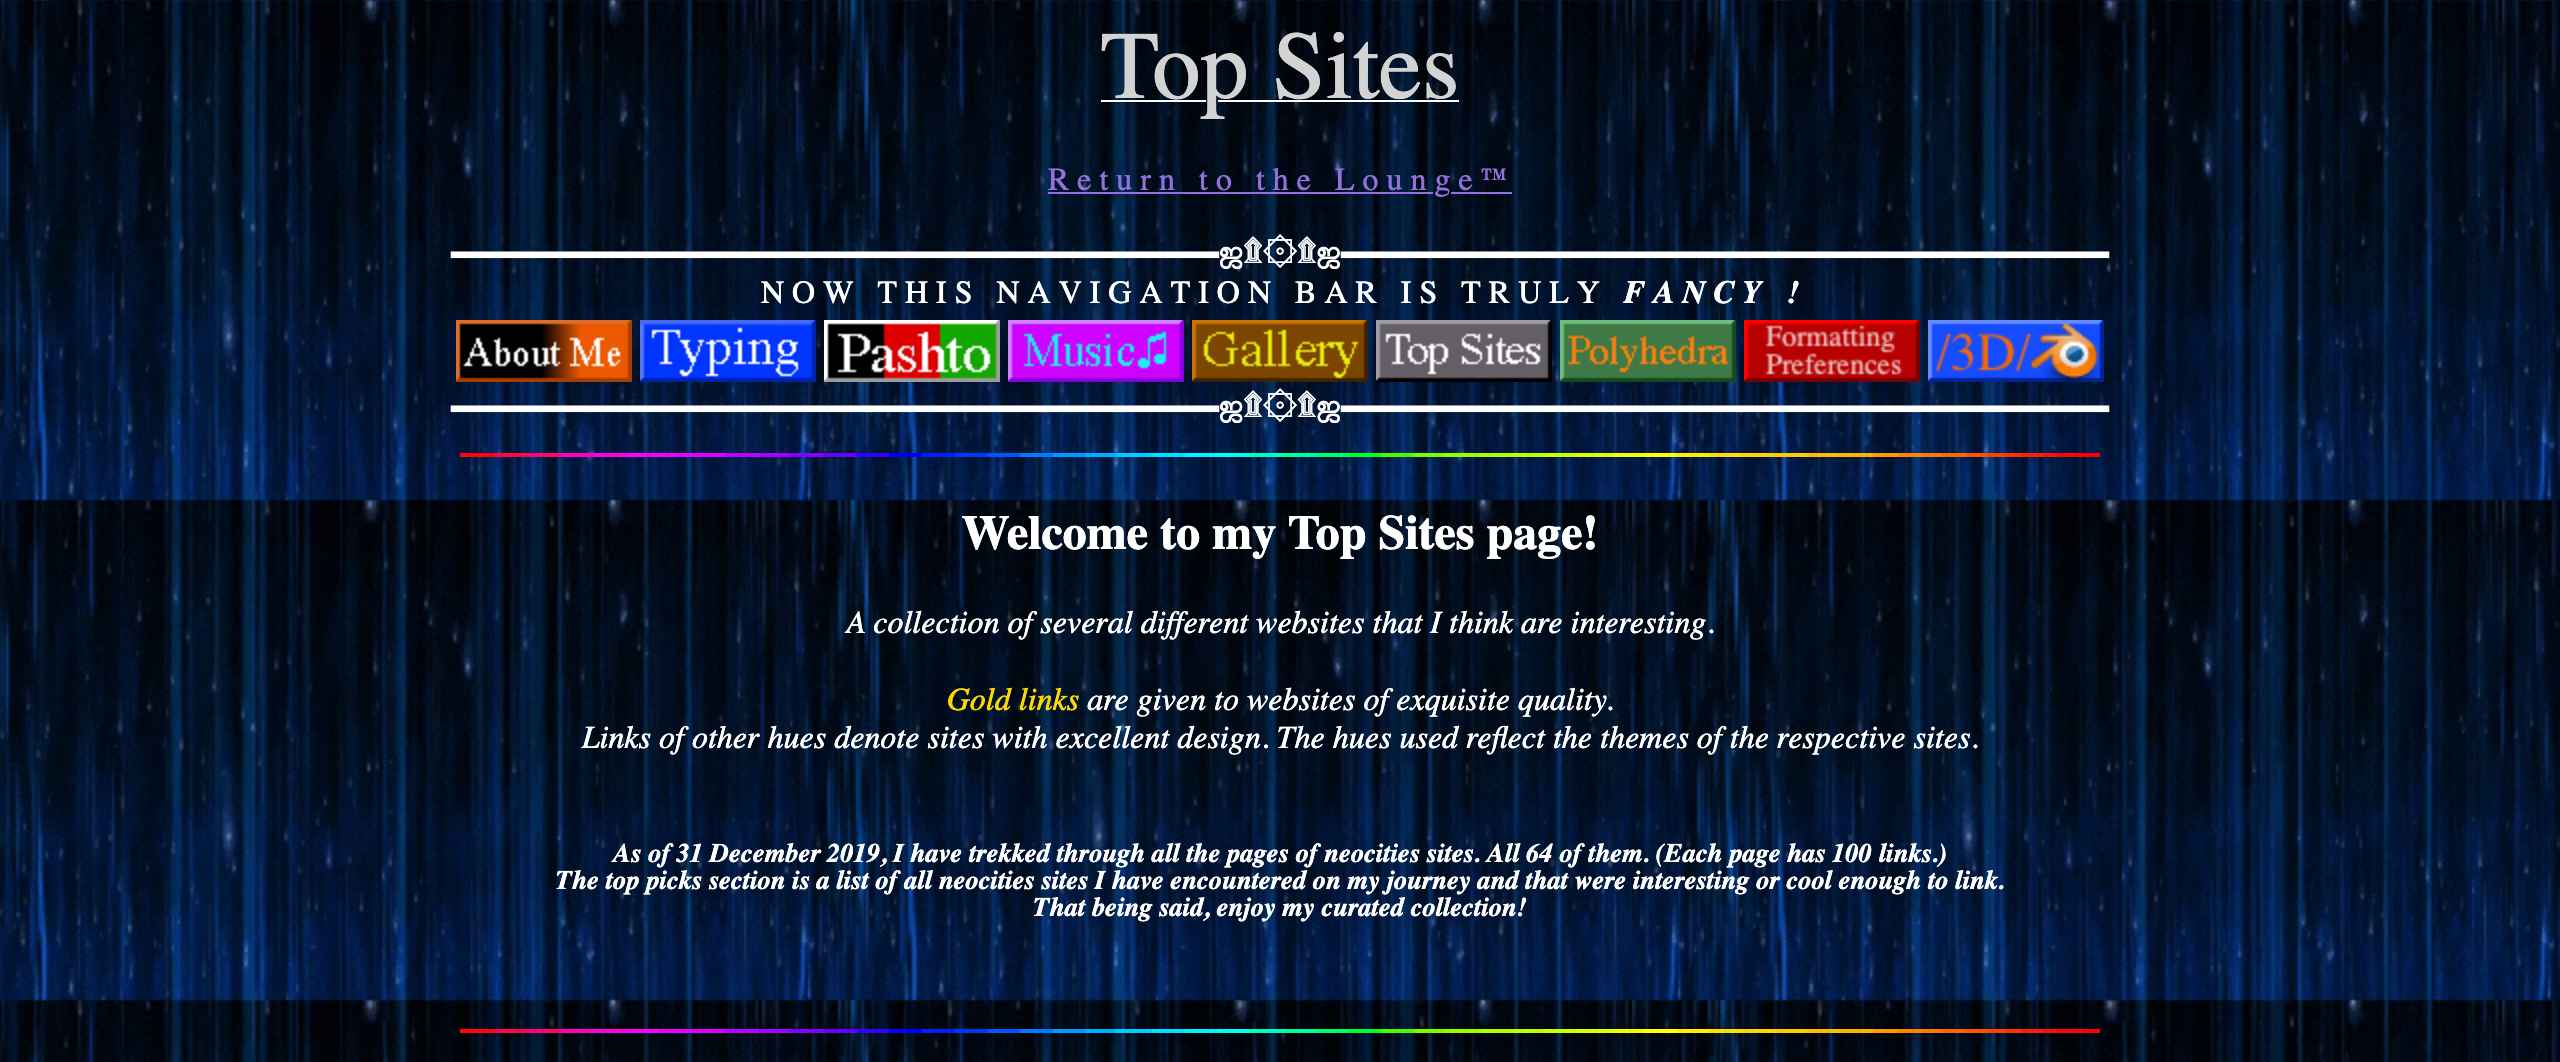 Top Sites
Return to the Lounge™
ஜ۩۞۩ஜ
NOW THIS NAVIGATION BAR IS TRULY FANCY !
About Me Typing Pashto Music♫ Gallery Top Sites Polyhedra Formatting Preferences /3D/
ஜ۩۞۩ஜ
Welcome to my Top Sites page!
A collection of several different websites that I think are interesting.
Gold links are given to websites of exquisite quality.
Links of other hues denote sites with excellent design. The hues used reflect the themes of the respective sites.
As of 31 December 2019, I have trekked through all the pages of neocities sites. All 64 of them. (Each page has 100 links.)
The top picks section is a list of all neocities sites I have encountered on my journey and that were interesting or cool enough to link.
That being said, enjoy my curated collection!